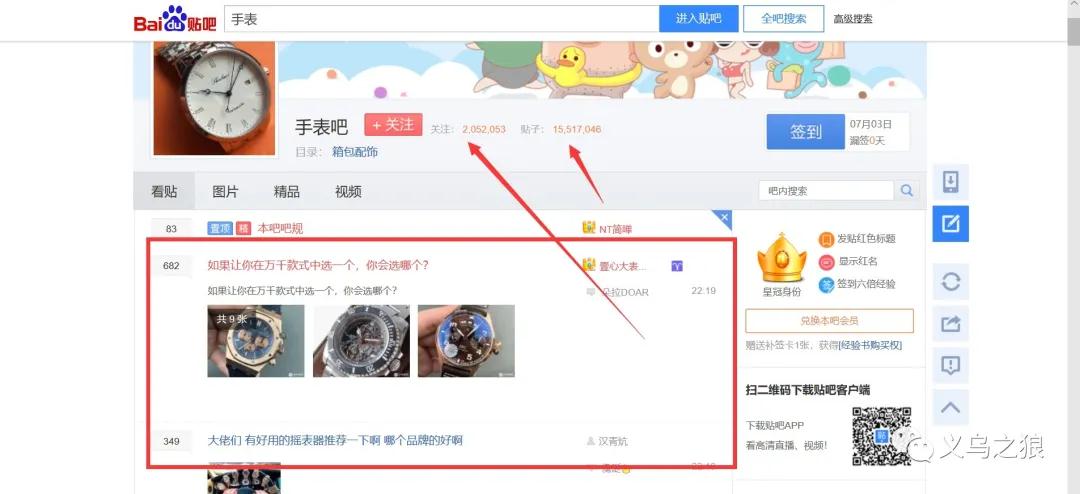 Bai du 贴吧 手表 进入贴吧 全吧搜索 高级搜索
手表吧 + 关注 关注： 2,052,053 贴子： 15,517,046
目录： 箱包配饰
签到 07月03日
漏签0天
看贴 图片 精品 视频 吧内搜索
83 置顶 精 本吧吧规 NT简单
682 如果让你在万千款式中选一个，你会选哪个？ 壹心大表...
如果让你在万千款式中选一个，你会选哪个？ 朵拉DOAR 22:19
共 9 张
349 大佬们 有好用的摇表器推荐一下啊 哪个品牌的好啊 汉青炕
皇冠身份
发贴红色标题
显示红名
签到六倍经验
兑换本吧会员
赠送补签卡1张，获得[经验书购买权]
扫二维码下载贴吧客户端
下载贴吧APP
看高清直播、视频！
义乌之狼